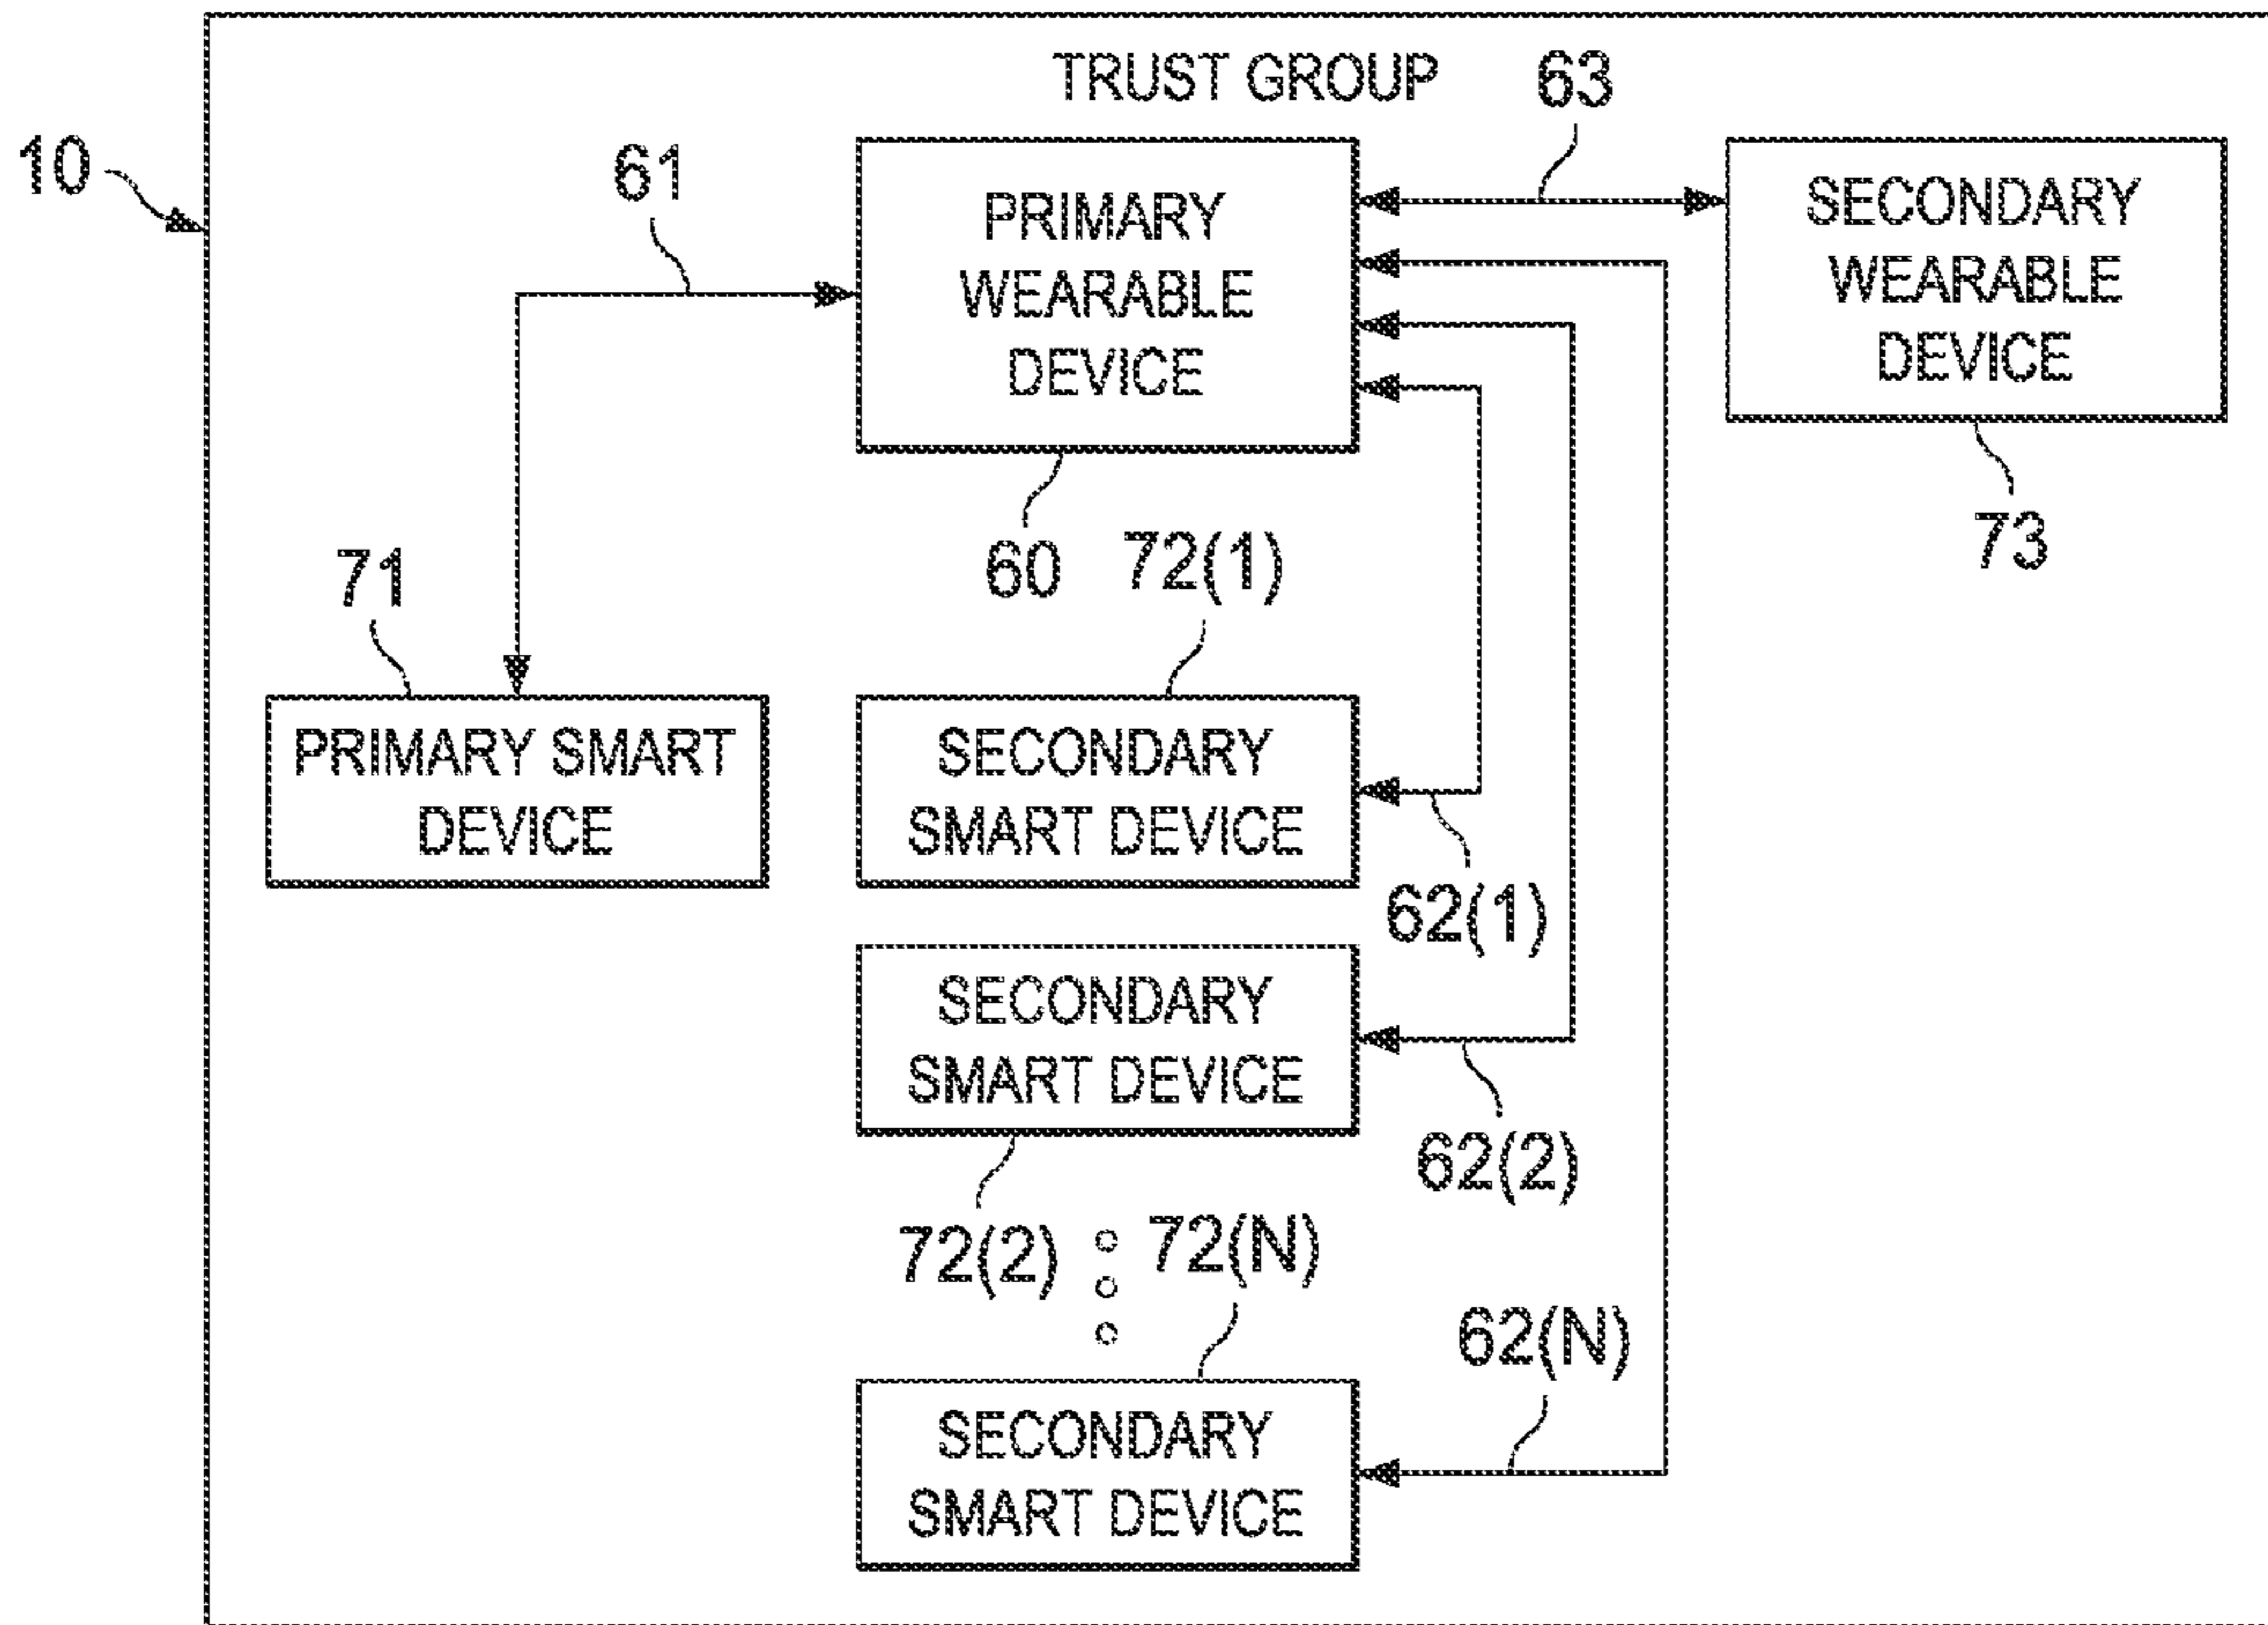 TRUST GROUP
63
10
61
PRIMARY
WEARABLE
DEVICE
SECONDARY
WEARABLE
DEVICE
60
72(1)
73
71
PRIMARY SMART
DEVICE
SECONDARY
SMART DEVICE
62(1)
SECONDARY
SMART DEVICE
62(2)
72(2)
72(N)
62(N)
SECONDARY
SMART DEVICE